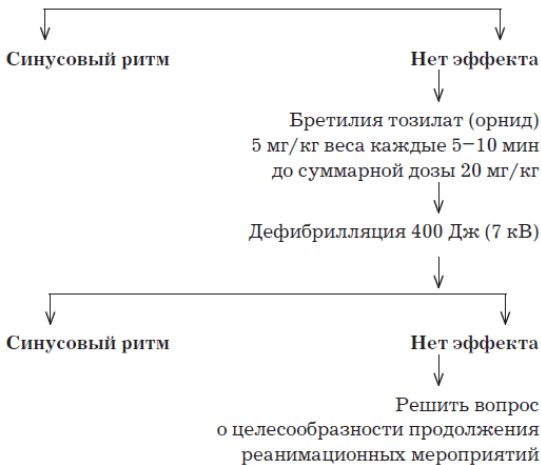 Синусовый ритм
Нет эффекта
Бретилия тозилат (орнид)
5 мг/кг веса каждые 5–10 мин
до суммарной дозы 20 мг/кг
Дефибрилляция 400 Дж (7 кВ)
Синусовый ритм
Нет эффекта
Решить вопрос
о целесообразности продолжения
реанимационных мероприятий